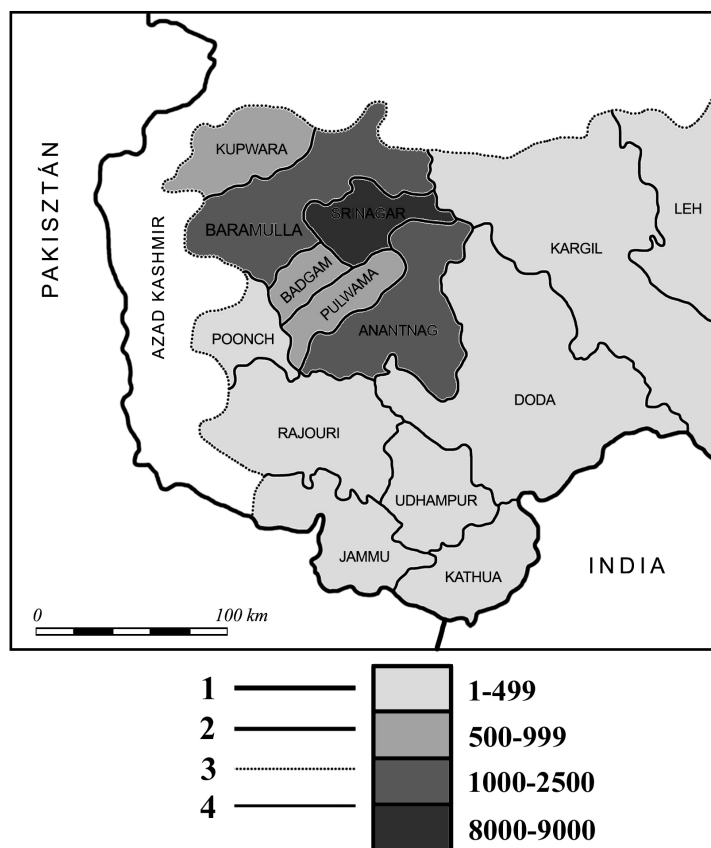 PAKISZTÁN
AZAD KASHMIR
KUPWARA
BARAMULLA
SRINAGAR
BADGAM
PULWAMA
ANANTNAG
POONCH
RAJOURI
KARGIL
LEH
DODA
UDHAMPUR
JAMMU
KATHUA
INDIA
0 100 km
1 1-499
2 500-999
3 1000-2500
4 8000-9000